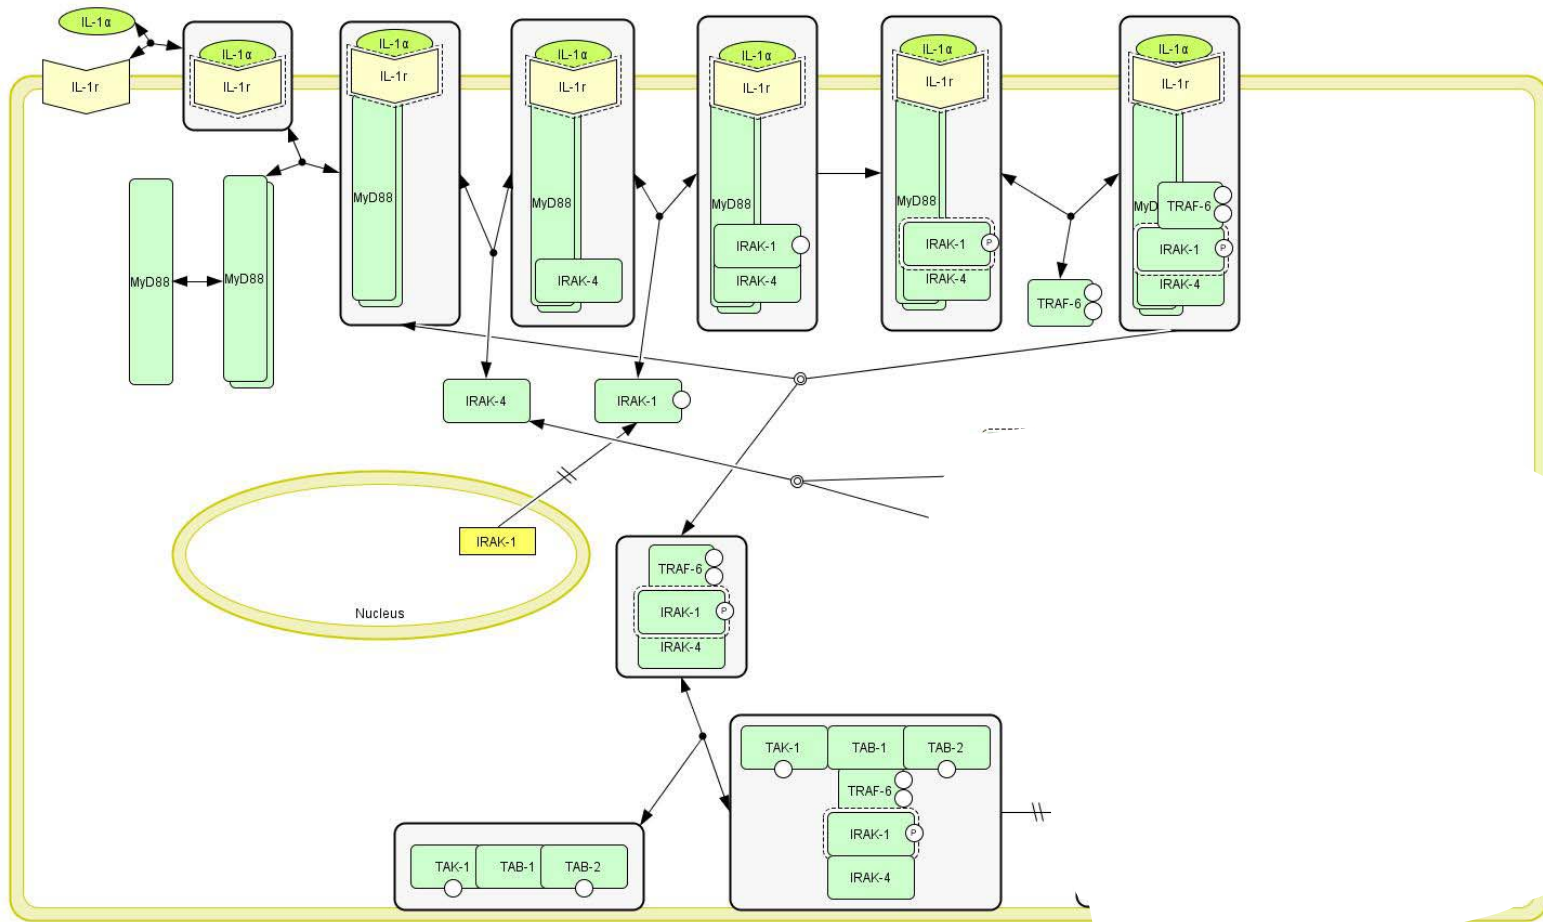 IL-1α
IL-1r
IL-1α
IL-1r
IL-1α
IL-1r
MyD88
IL-1α
IL-1r
MyD88
IRAK-4
IL-1α
IL-1r
MyD88
IRAK-1
IRAK-4
IL-1α
IL-1r
MyD88
IRAK-1
P
IRAK-4
IL-1α
IL-1r
MyD
TRAF-6
IRAK-1
P
IRAK-4
MyD88
MyD88
TRAF-6
IRAK-4
IRAK-1
IRAK-1
Nucleus
TRAF-6
IRAK-1
P
IRAK-4
TAK-1
TAB-1
TAB-2
TRAF-6
IRAK-1
P
IRAK-4
TAK-1
TAB-1
TAB-2